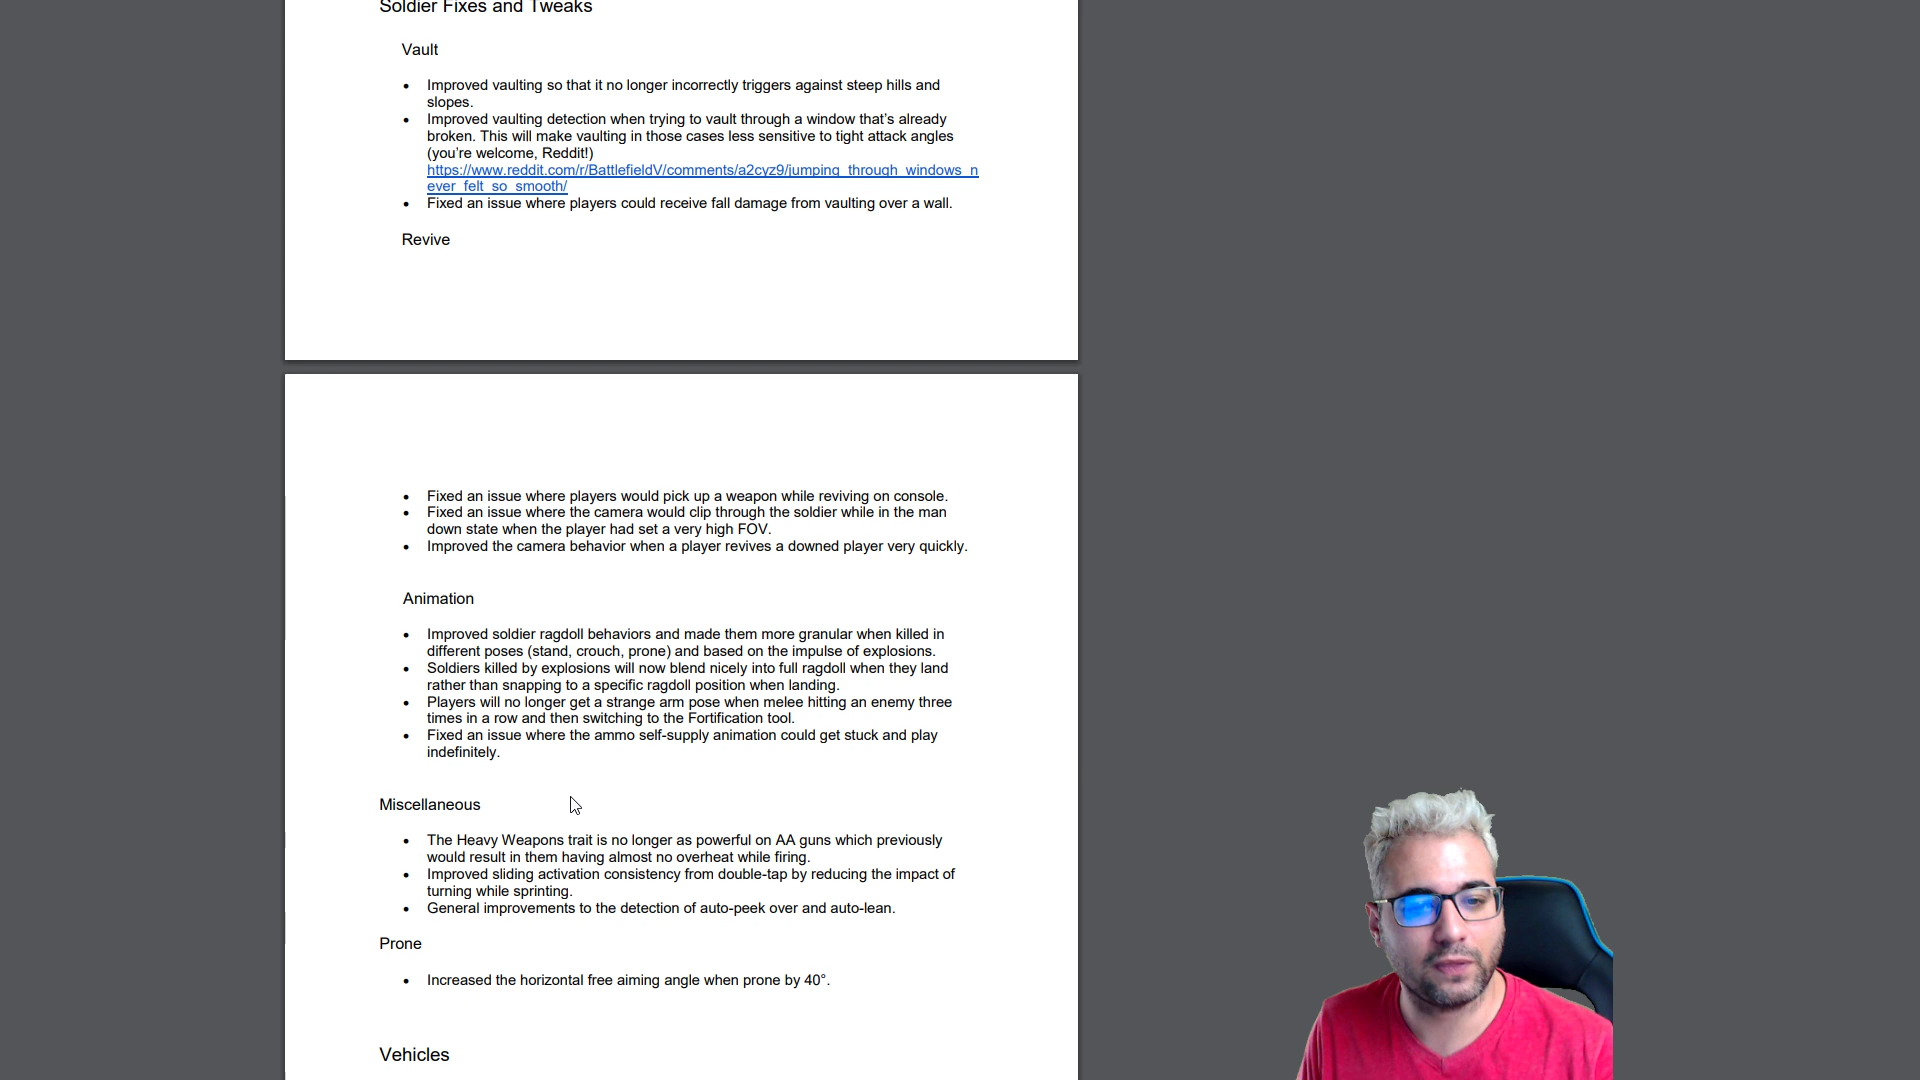 Soldier Fixes and Tweaks
Vault
• Improved vaulting so that it no longer incorrectly triggers against steep hills and
slopes.
• Improved vaulting detection when trying to vault through a window that’s already
broken. This will make vaulting in those cases less sensitive to tight attack angles
(you’re welcome, Reddit!)
https://www.reddit.com/r/BattlefieldV/comments/a2cyz9/jumping_through_windows_n
ever_felt_so_smooth/
• Fixed an issue where players could receive fall damage from vaulting over a wall.
Revive
• Fixed an issue where players would pick up a weapon while reviving on console.
• Fixed an issue where the camera would clip through the soldier while in the man
down state when the player had set a very high FOV.
• Improved the camera behavior when a player revives a downed player very quickly.
Animation
• Improved soldier ragdoll behaviors and made them more granular when killed in
different poses (stand, crouch, prone) and based on the impulse of explosions.
• Soldiers killed by explosions will now blend nicely into full ragdoll when they land
rather than snapping to a specific ragdoll position when landing.
• Players will no longer get a strange arm pose when melee hitting an enemy three
times in a row and then switching to the Fortification tool.
• Fixed an issue where the ammo self-supply animation could get stuck and play
indefinitely.
Miscellaneous
• The Heavy Weapons trait is no longer as powerful on AA guns which previously
would result in them having almost no overheat while firing.
• Improved sliding activation consistency from double-tap by reducing the impact of
turning while sprinting.
• General improvements to the detection of auto-peek over and auto-lean.
Prone
• Increased the horizontal free aiming angle when prone by 40°.
Vehicles